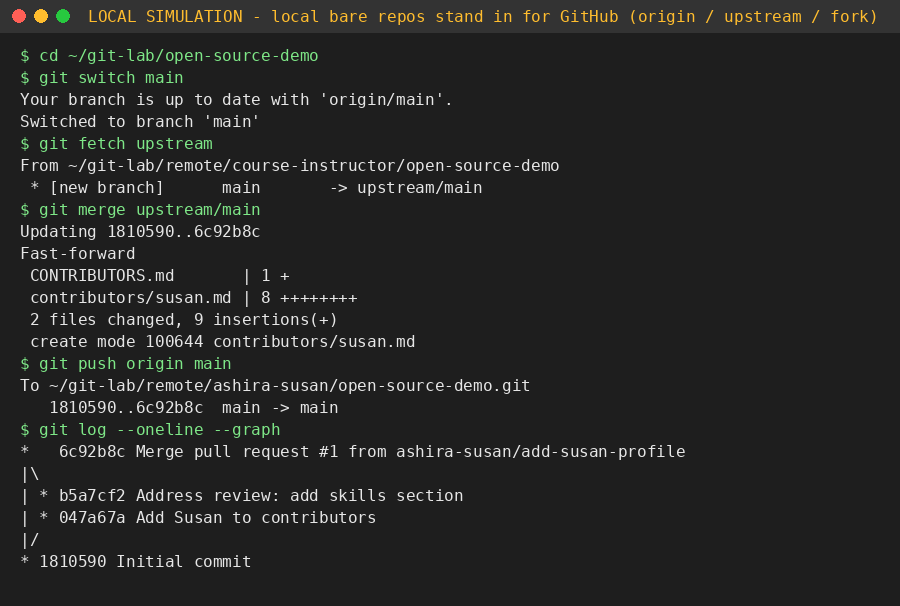 LOCAL SIMULATION - local bare repos stand in for GitHub (origin / upstream / fork)
$ cd ~/git-lab/open-source-demo
$ git switch main
Your branch is up to date with 'origin/main'.
Switched to branch 'main'
$ git fetch upstream
From ~/git-lab/remote/course-instructor/open-source-demo
 * [new branch]      main       -> upstream/main
$ git merge upstream/main
Updating 1810590..6c92b8c
Fast-forward
 CONTRIBUTORS.md       | 1 +
 contributors/susan.md | 8 ++++++++
 2 files changed, 9 insertions(+)
 create mode 100644 contributors/susan.md
$ git push origin main
To ~/git-lab/remote/ashira-susan/open-source-demo.git
   1810590..6c92b8c  main -> main
$ git log --oneline --graph
*   6c92b8c Merge pull request #1 from ashira-susan/add-susan-profile
|\
| * b5a7cf2 Address review: add skills section
| * 047a67a Add Susan to contributors
|/
* 1810590 Initial commit